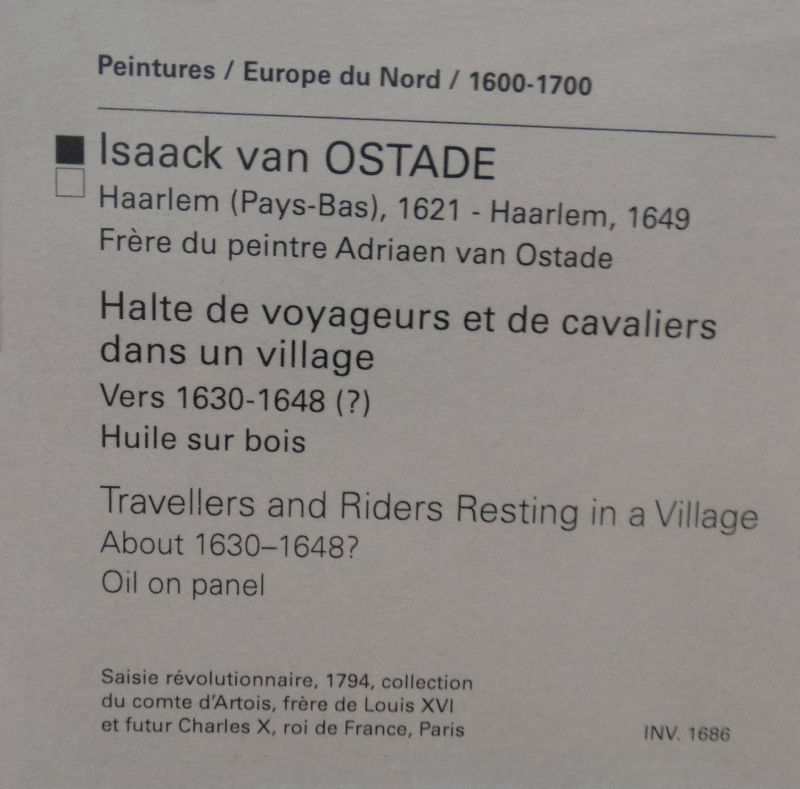 Peintures / Europe du Nord / 1600-1700
Isaack van OSTADE
Haarlem (Pays-Bas), 1621 - Haarlem, 1649
Frère du peintre Adriaen van Ostade
Halte de voyageurs et de cavaliers
dans un village
Vers 1630-1648 (?)
Huile sur bois
Travellers and Riders Resting in a Village
About 1630–1648?
Oil on panel
Saisie révolutionnaire, 1794, collection
du comte d'Artois, frère de Louis XVI
et futur Charles X, roi de France, Paris
INV. 1686